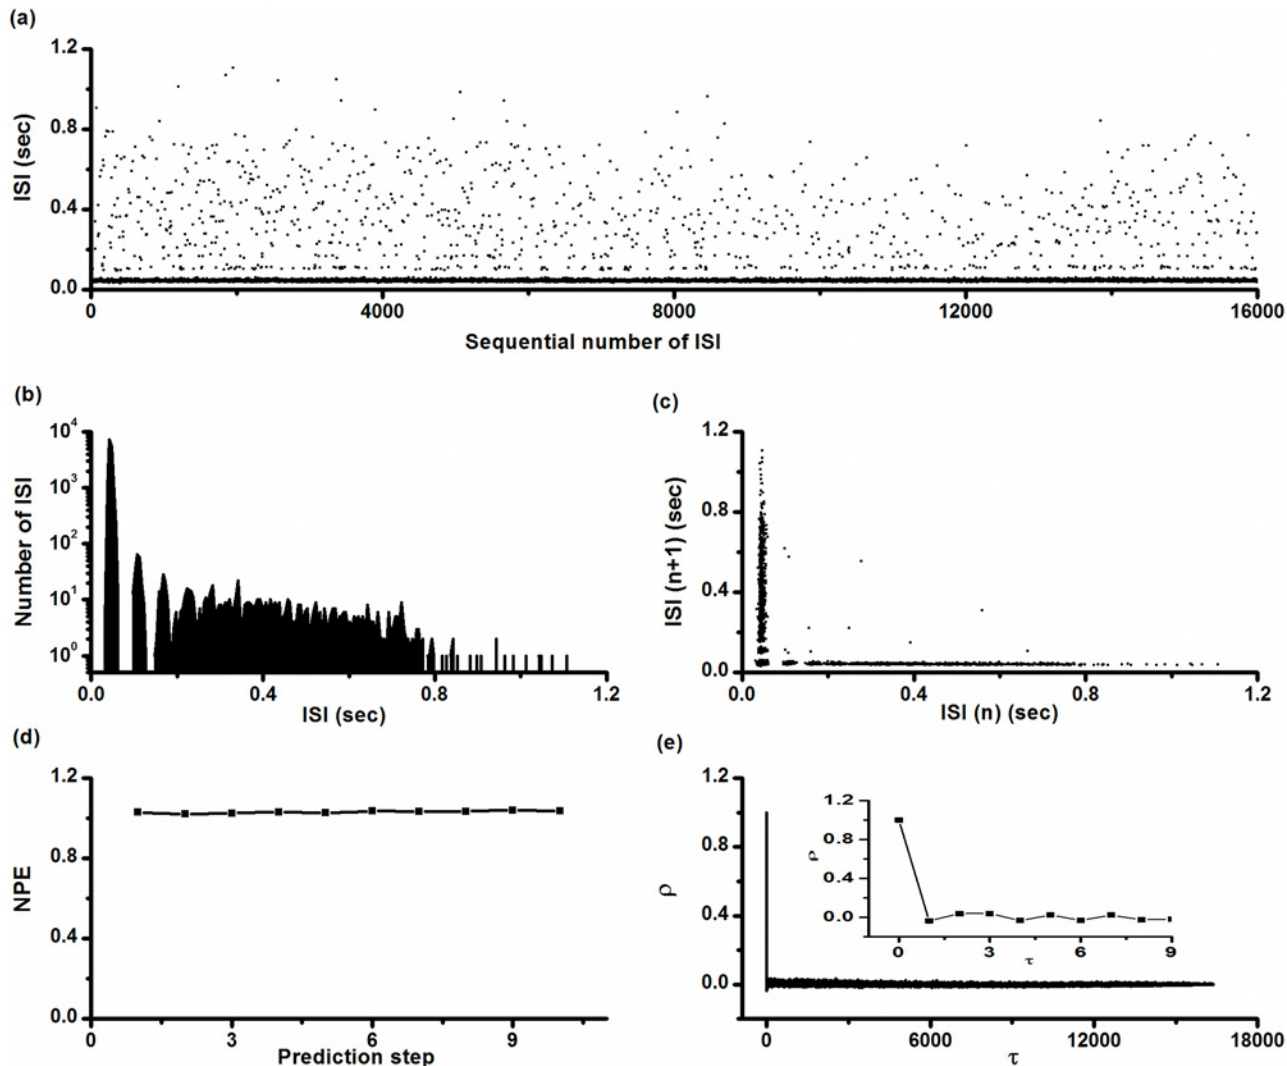 (a)
1.2
0.8
0.4
0.0
ISI (sec)
0 4000 8000 12000 16000
Sequential number of ISI
(b)
10^4
10^3
10^2
10^1
10^0
Number of ISI
0.0 0.4 0.8 1.2
ISI (sec)
(c)
1.2
0.8
0.4
0.0
ISI (n+1) (sec)
0.0 0.4 0.8 1.2
ISI (n) (sec)
(d)
1.2
0.8
0.4
0.0
NPE
0 3 6 9
Prediction step
(e)
1.2
0.8
0.4
0.0
ρ
0 6000 12000 18000
τ
1.2
0.8
0.4
0.0
ρ
0 3 6 9
τ